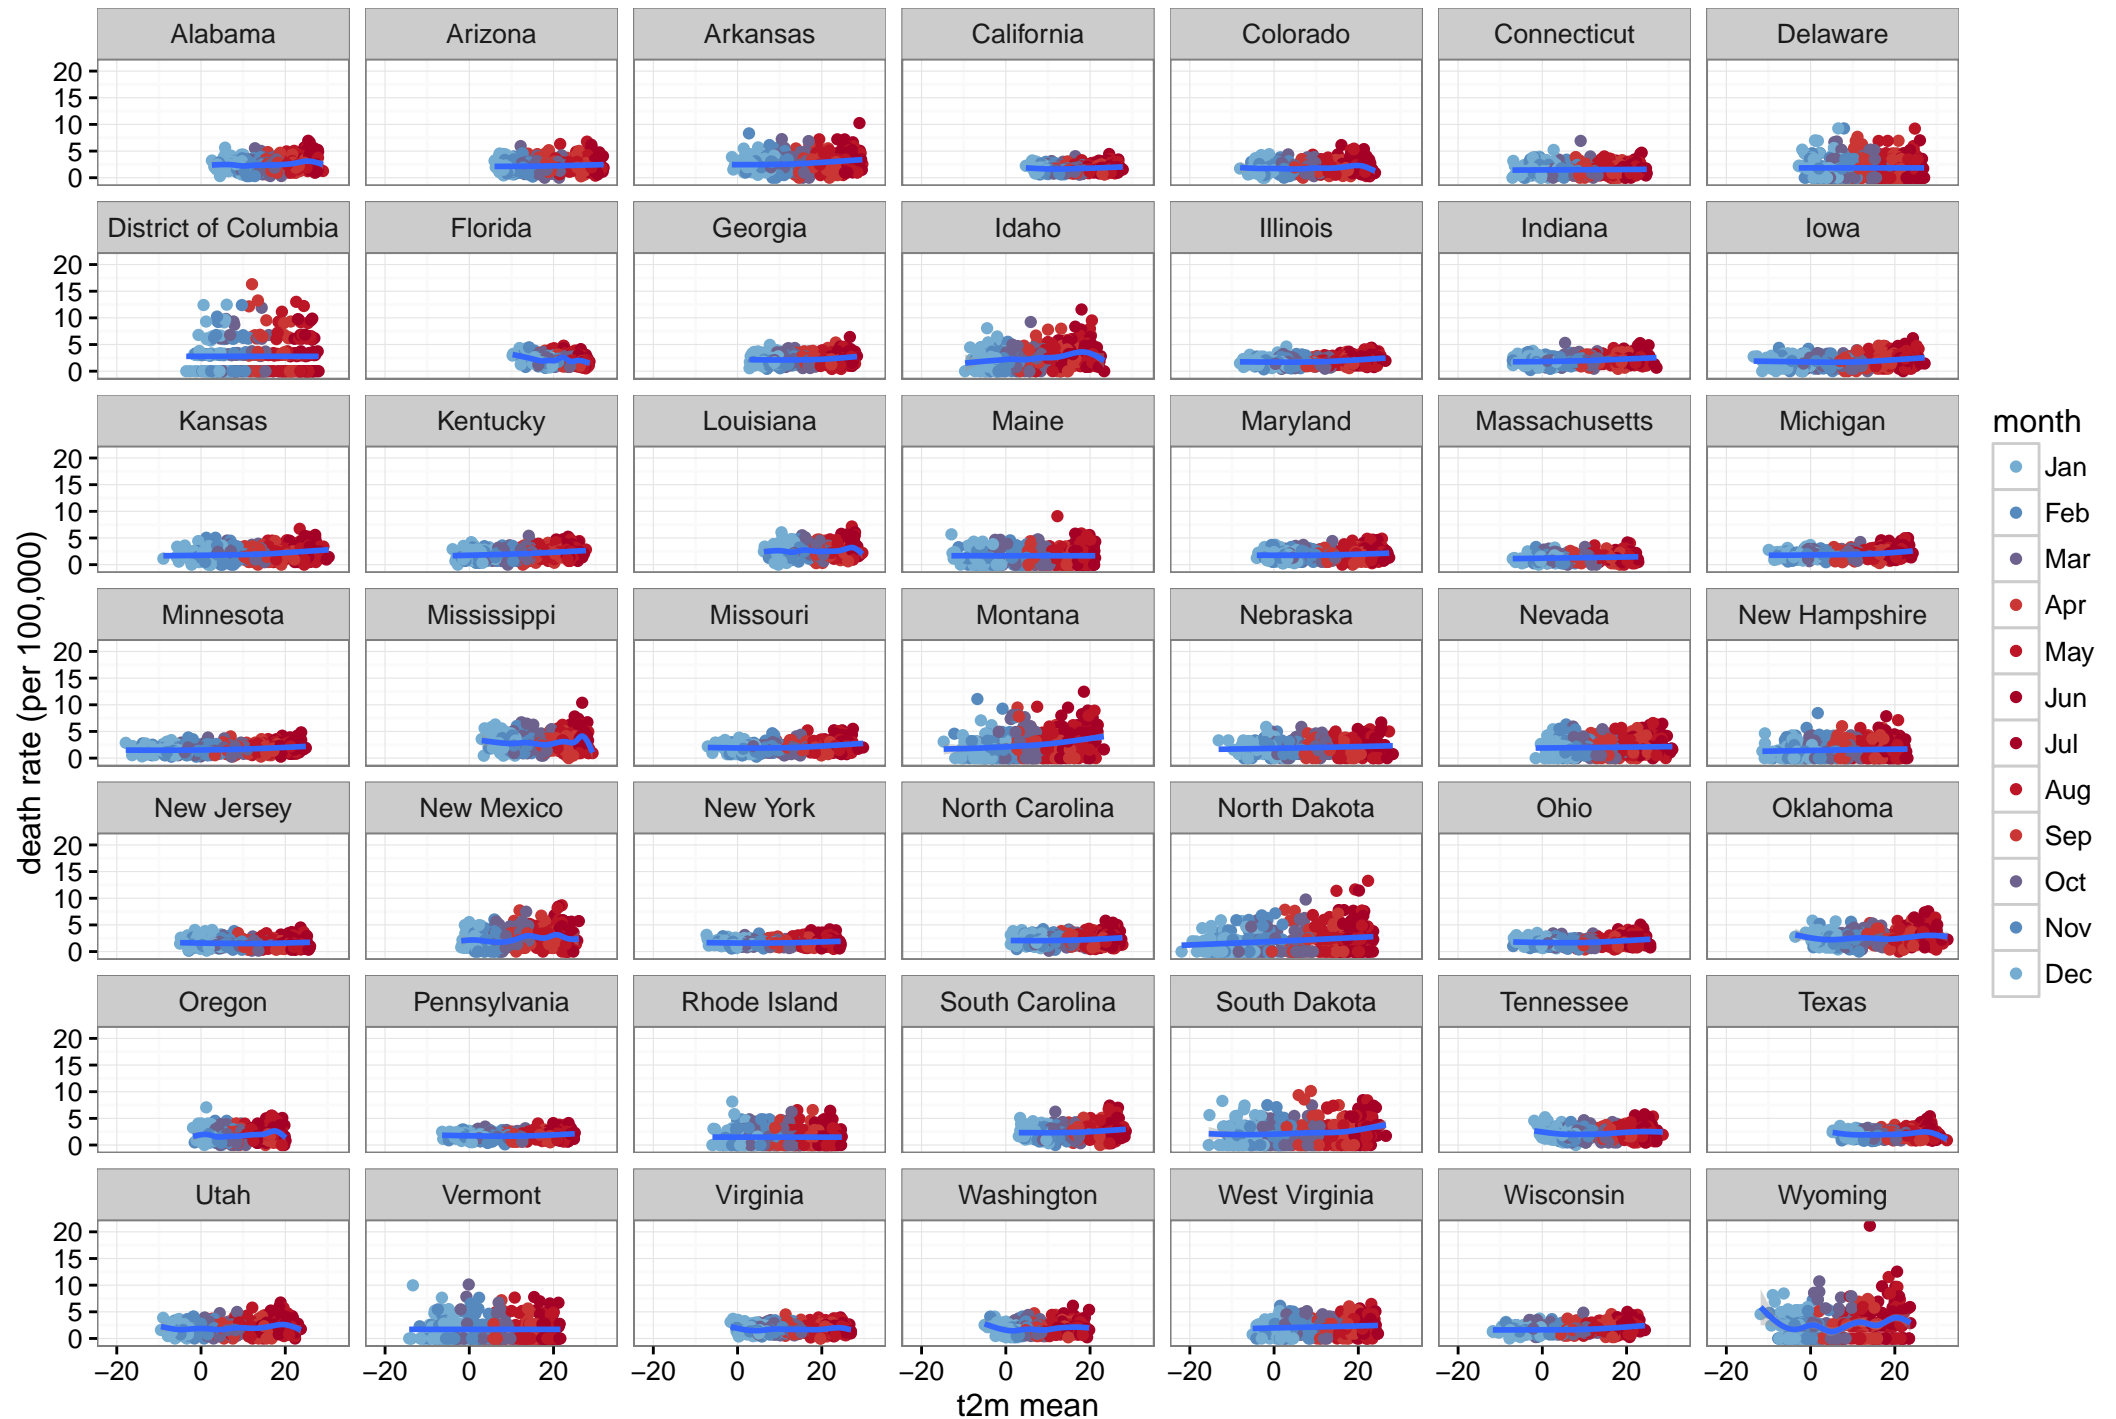 Alabama Arizona Arkansas California Colorado Connecticut Delaware
20
15
10
5
0
District of Columbia Florida Georgia Idaho Illinois Indiana Iowa
20
15
10
5
0
Kansas Kentucky Louisiana Maine Maryland Massachusetts Michigan
20
15
10
5
0
Minnesota Mississippi Missouri Montana Nebraska Nevada New Hampshire
20
15
10
5
0
New Jersey New Mexico New York North Carolina North Dakota Ohio Oklahoma
20
15
10
5
0
Oregon Pennsylvania Rhode Island South Carolina South Dakota Tennessee Texas
20
15
10
5
0
Utah Vermont Virginia Washington West Virginia Wisconsin Wyoming
20
15
10
5
0
−20 0 20 −20 0 20 −20 0 20 −20 0 20 −20 0 20 −20 0 20 −20 0 20
t2m mean
death rate (per 100,000)
month
Jan
Feb
Mar
Apr
May
Jun
Jul
Aug
Sep
Oct
Nov
Dec